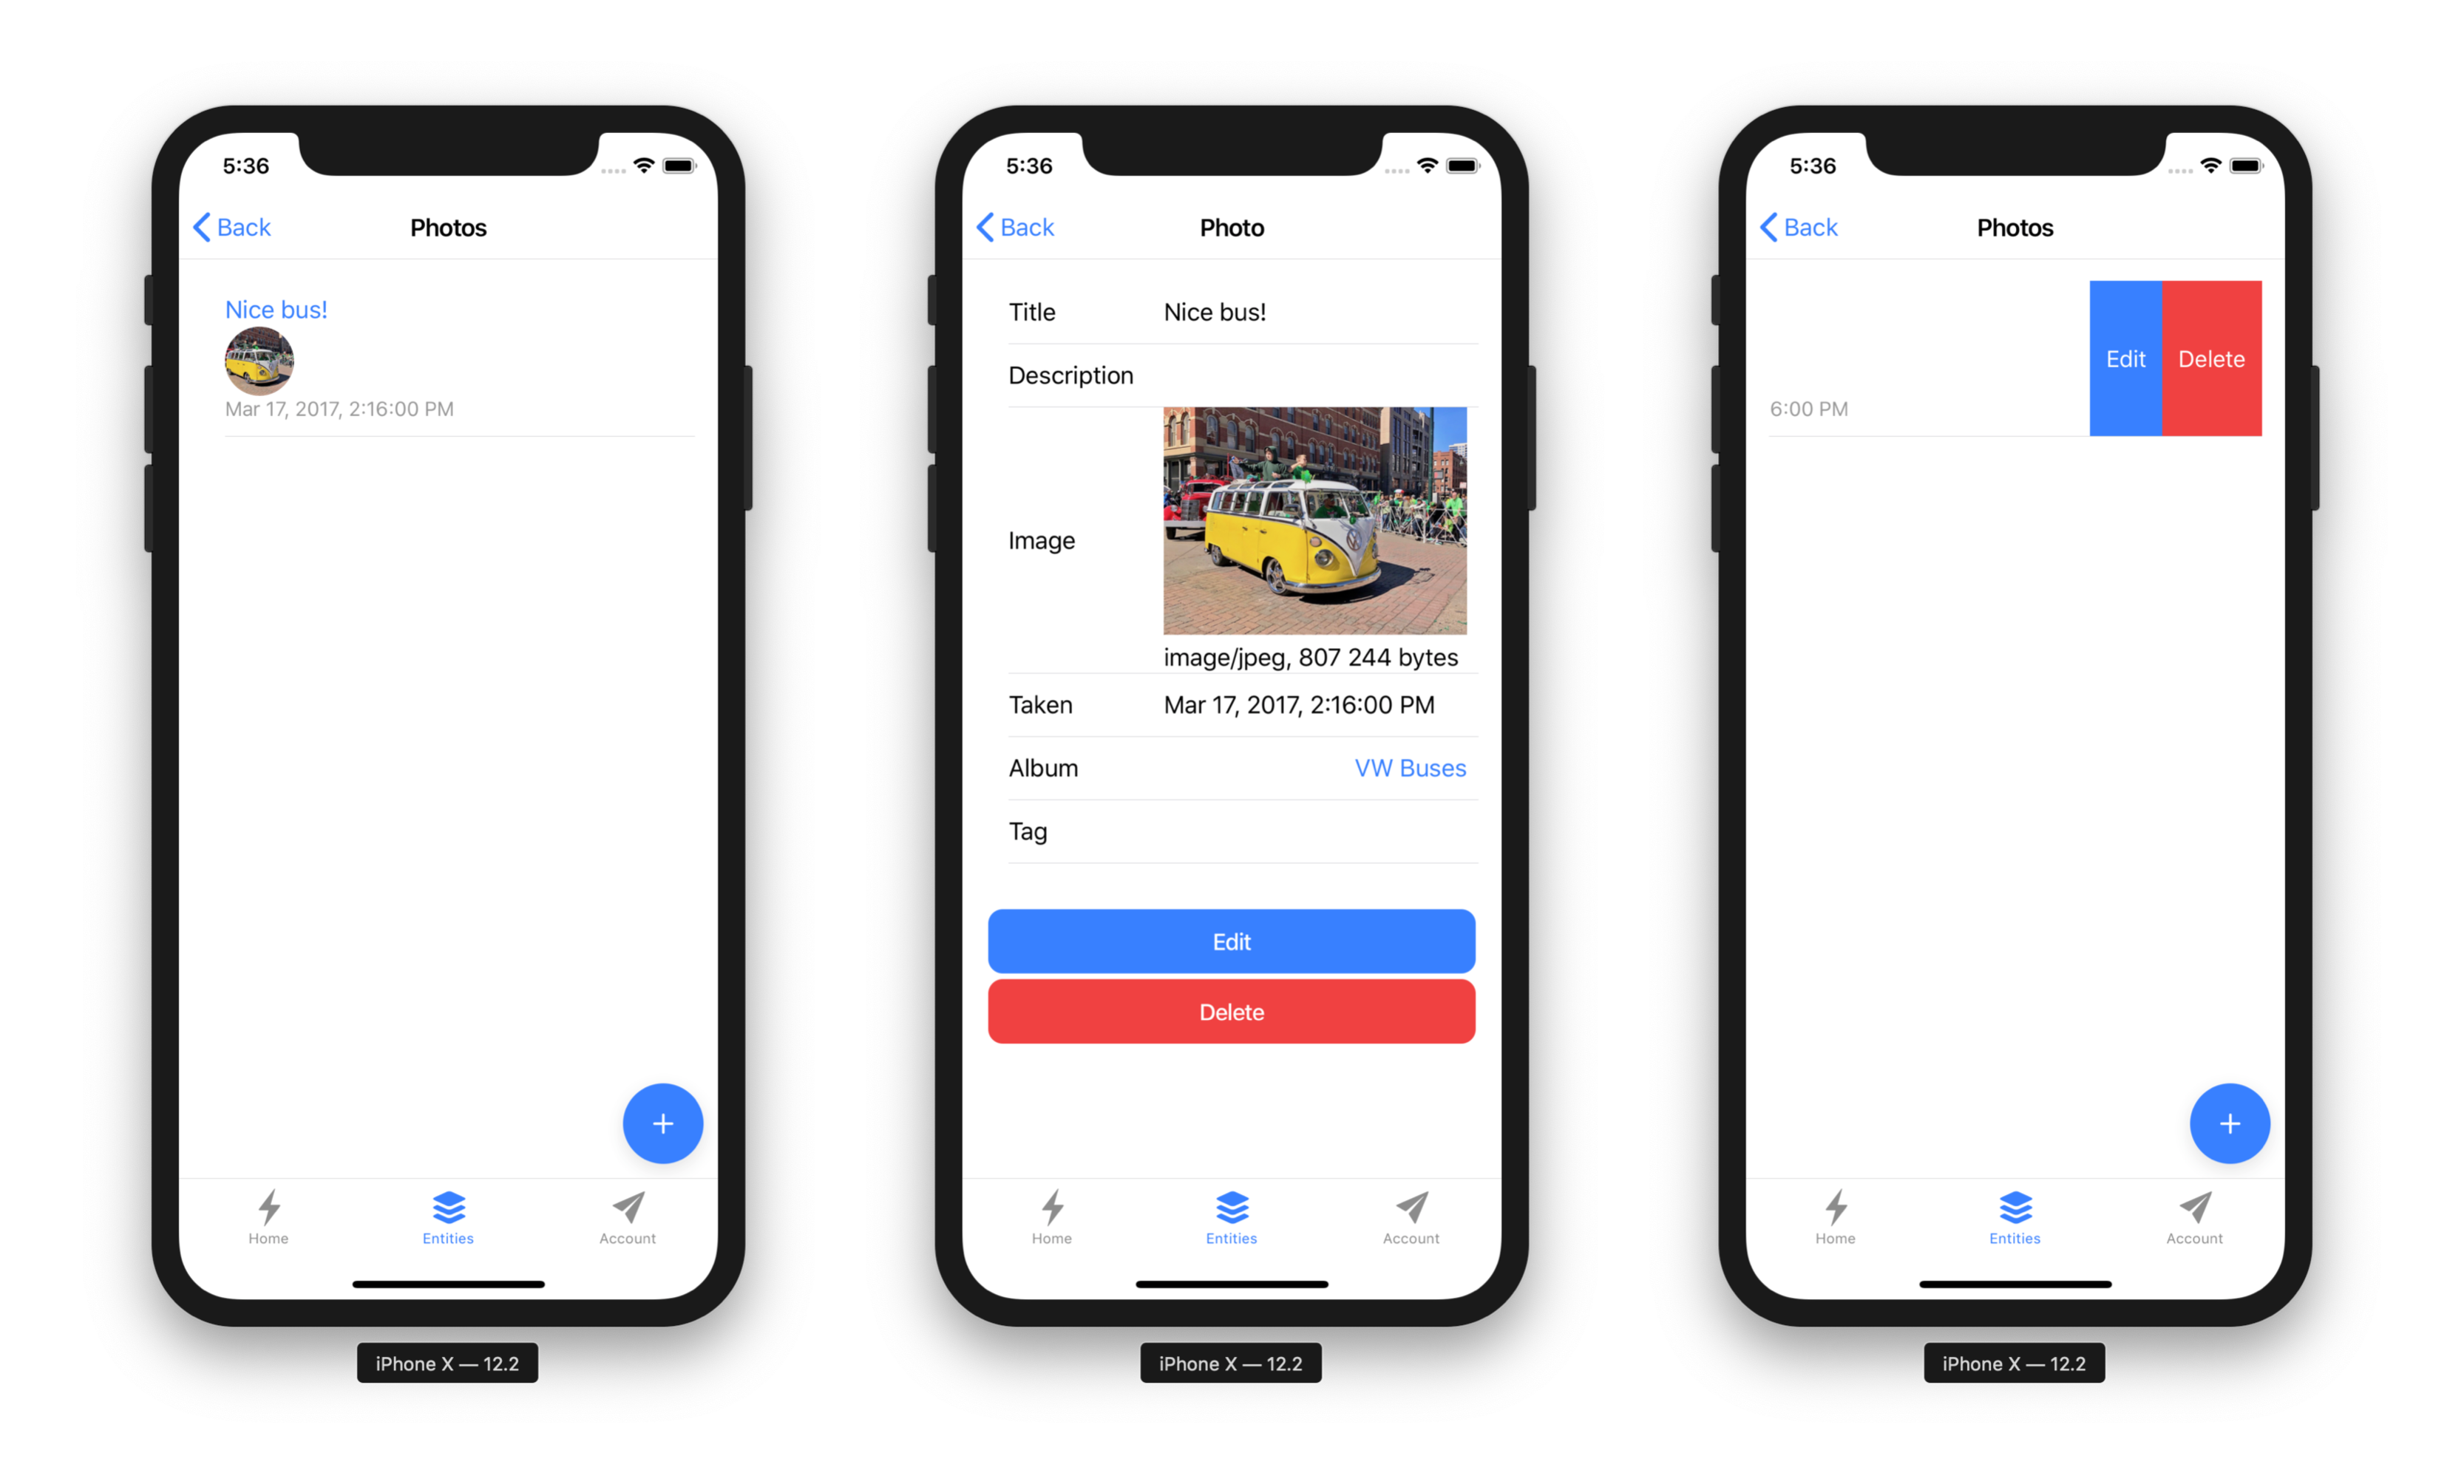 5:36
Back
Photos
Nice bus!
Mar 17, 2017, 2:16:00 PM
+
Home
Entities
Account
iPhone X — 12.2
5:36
Back
Photo
Title
Nice bus!
Description
Image
image/jpeg, 807 244 bytes
Taken
Mar 17, 2017, 2:16:00 PM
Album
VW Buses
Tag
Edit
Delete
Home
Entities
Account
iPhone X — 12.2
5:36
Back
Photos
Edit
Delete
6:00 PM
+
Home
Entities
Account
iPhone X — 12.2